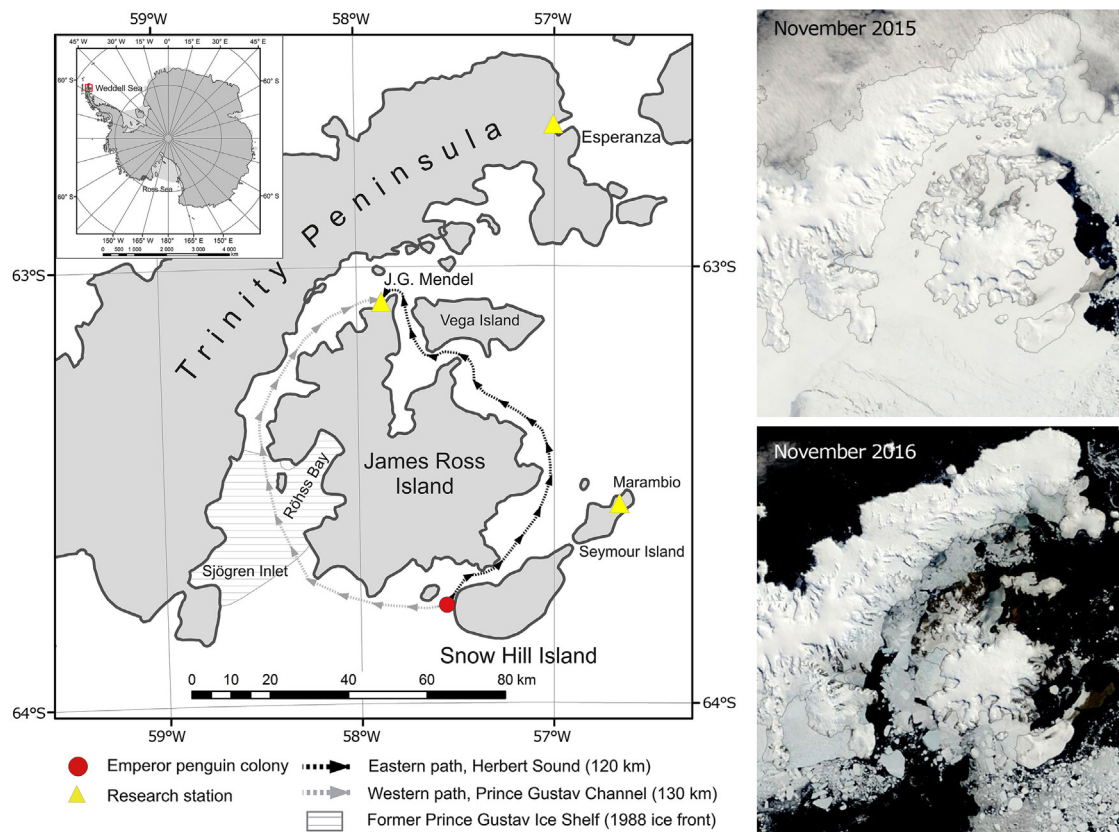 59°W
58°W
57°W
45° W
30° W
15° W
0°
15° E
30° E
45° E
60° S
60° S
Weddell Sea
Ross Sea
60° S
60° S
150° W
165° W
180°
165° E
150° E
0
500
1 000
2 000
3 000
4 000
km
Trinity Peninsula
Esperanza
63°S
63°S
J.G. Mendel
Vega Island
James Ross
Island
Röhss Bay
Marambio
Seymour Island
Sjögren Inlet
Snow Hill Island
0
10
20
40
60
80 km
64°S
64°S
59°W
58°W
57°W
Emperor penguin colony
Research station
Eastern path, Herbert Sound (120 km)
Western path, Prince Gustav Channel (130 km)
Former Prince Gustav Ice Shelf (1988 ice front)
November 2015
November 2016